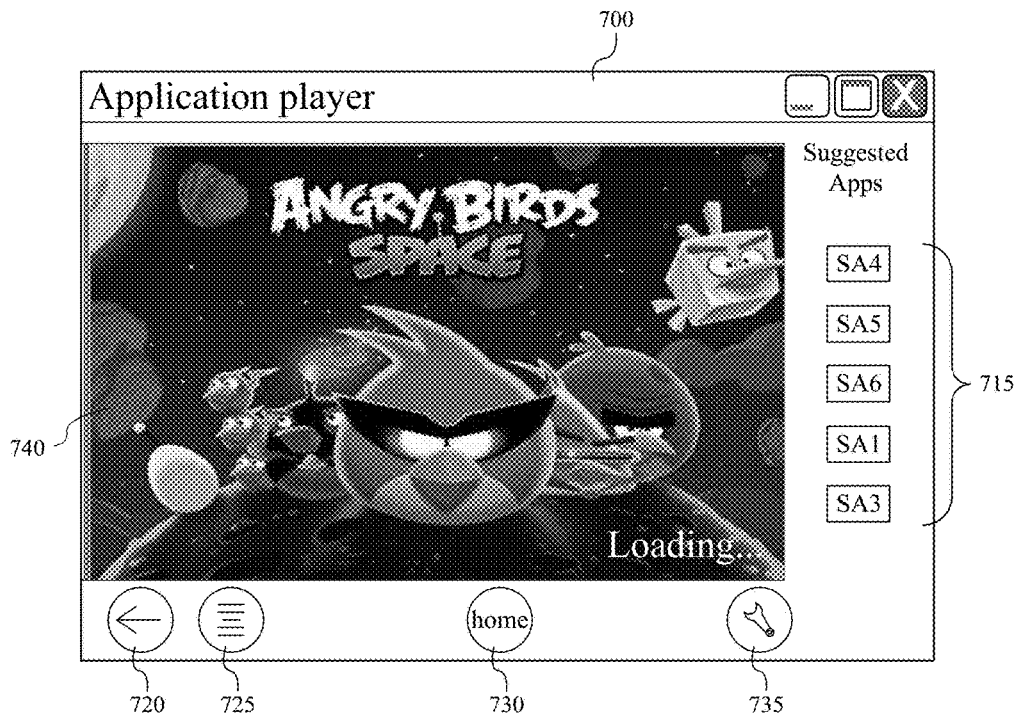 700
Application player
Suggested
Apps
ANGRY BIRDS
SPACE
SA4
SA5
SA6
715
SA1
740
SA3
Loading..
home
720
725
730
735